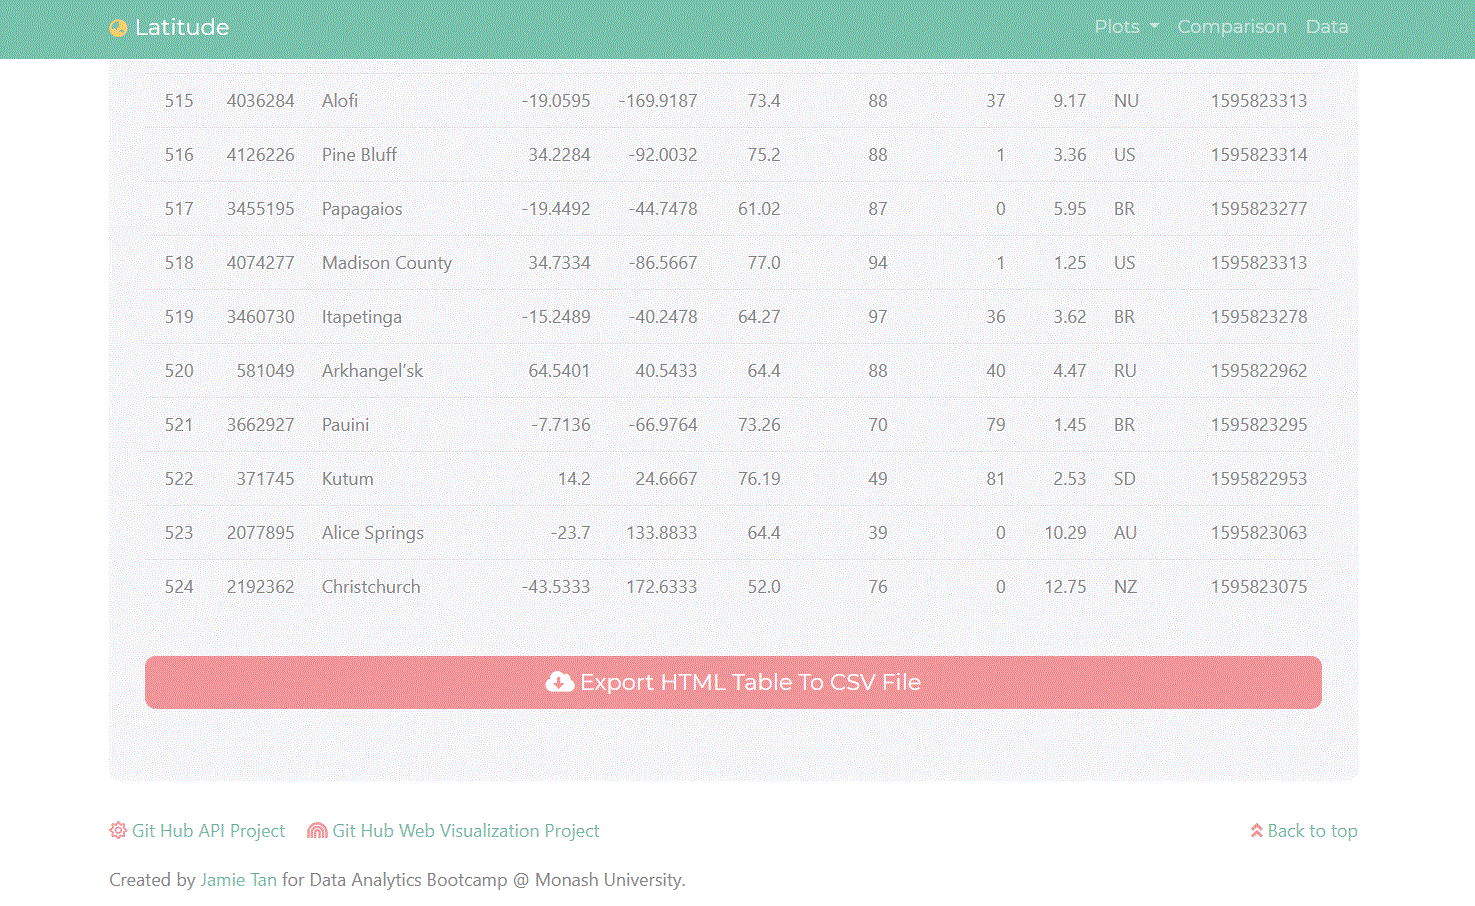 Latitude Plots Comparison Data
515 4036284 Alofi -19.0595 -169.9187 73.4 88 37 9.17 NU 1595823313
516 4126226 Pine Bluff 34.2284 -92.0032 75.2 88 1 3.36 US 1595823314
517 3455195 Papagaios -19.4492 -44.7478 61.02 87 0 5.95 BR 1595823277
518 4074277 Madison County 34.7334 -86.5667 77.0 94 1 1.25 US 1595823313
519 3460730 Itapetinga -15.2489 -40.2478 64.27 97 36 3.62 BR 1595823278
520 581049 Arkhangel’sk 64.5401 40.5433 64.4 88 40 4.47 RU 1595822962
521 3662927 Pauini -7.7136 -66.9764 73.26 70 79 1.45 BR 1595823295
522 371745 Kutum 14.2 24.6667 76.19 49 81 2.53 SD 1595822953
523 2077895 Alice Springs -23.7 133.8833 64.4 39 0 10.29 AU 1595823063
524 2192362 Christchurch -43.5333 172.6333 52.0 76 0 12.75 NZ 1595823075
Export HTML Table To CSV File
Git Hub API Project Git Hub Web Visualization Project Back to top
Created by Jamie Tan for Data Analytics Bootcamp @ Monash University.